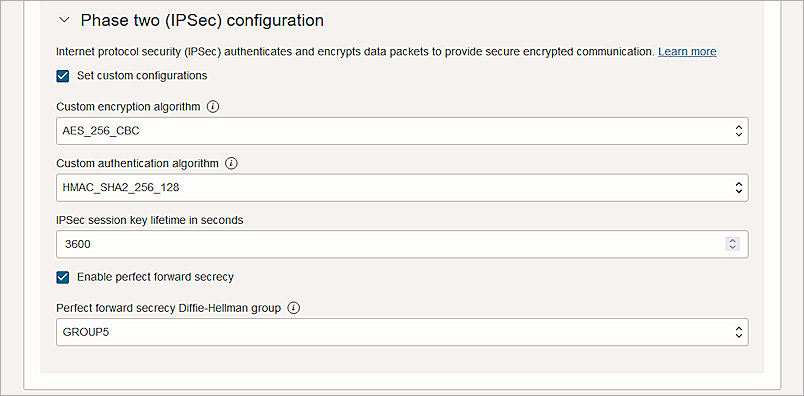 Phase two (IPSec) configuration
Internet protocol security (IPSec) authenticates and encrypts data packets to provide secure encrypted communication. Learn more
Set custom configurations
Custom encryption algorithm
AES_256_CBC
Custom authentication algorithm
HMAC_SHA2_256_128
IPSec session key lifetime in seconds
3600
Enable perfect forward secrecy
Perfect forward secrecy Diffie-Hellman group
GROUP5